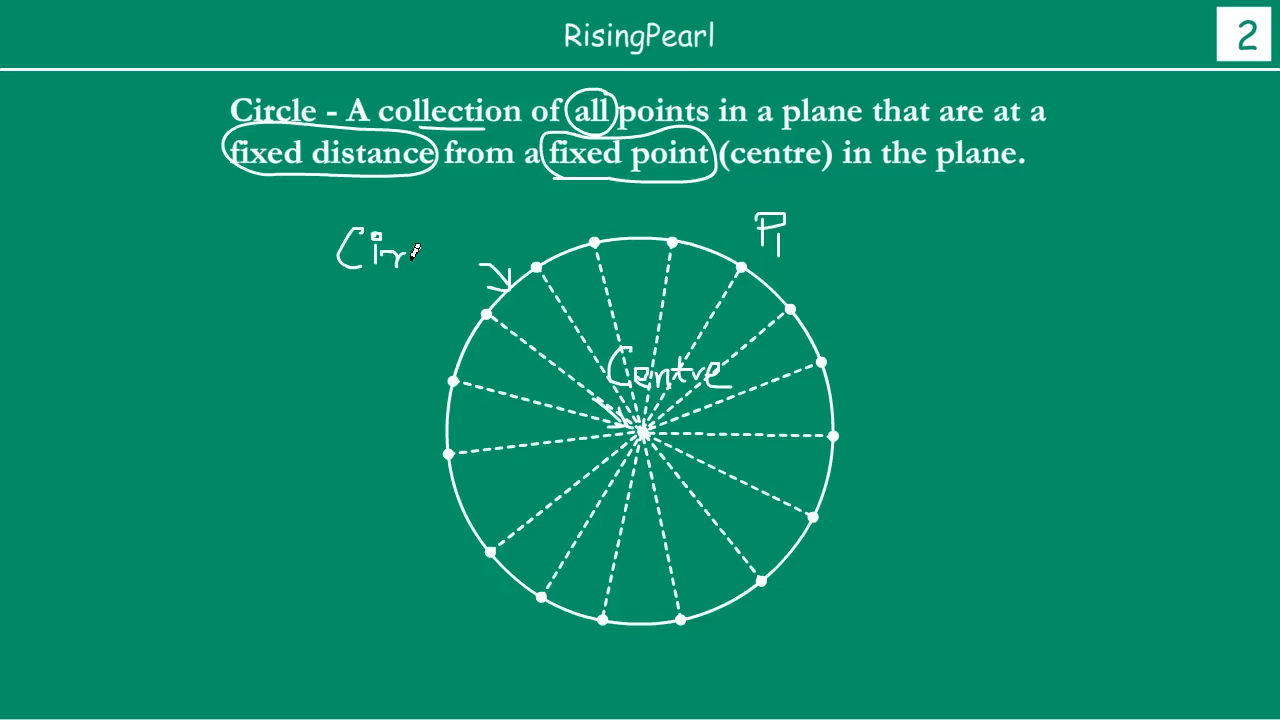 RisingPearl
2
Circle - A collection of all points in a plane that are at a
fixed distance from a fixed point (centre) in the plane.
P1
Cir
Centre